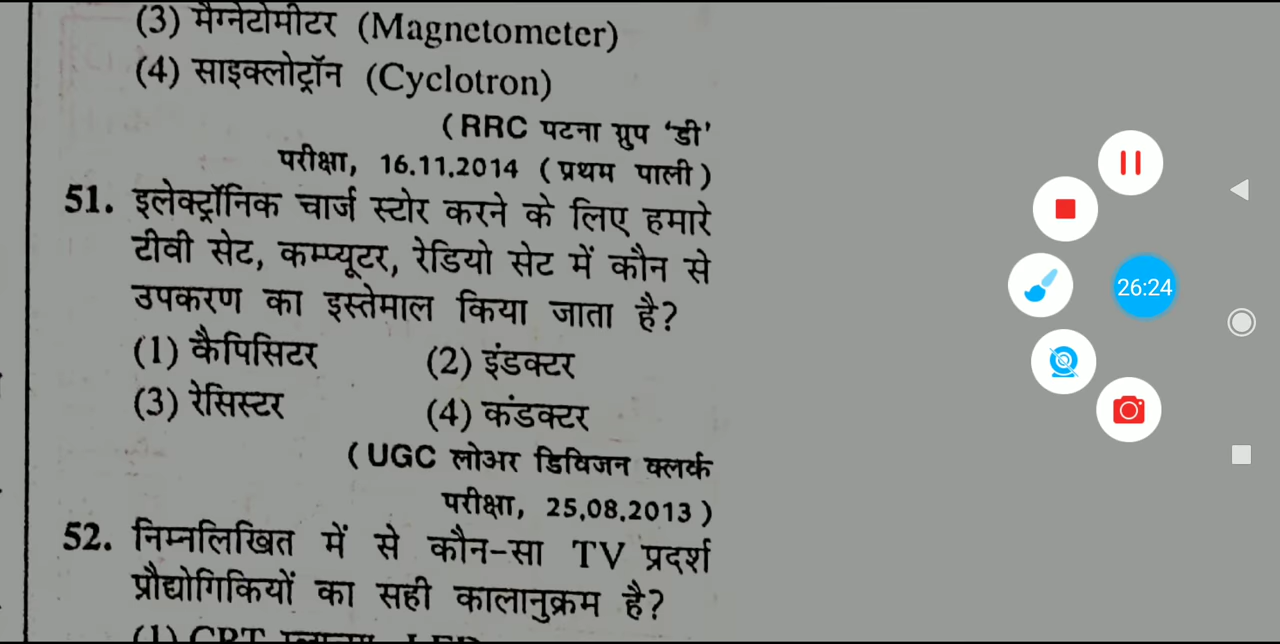 (3) मैग्नेटोमीटर (Magnetometer)
(4) साइक्लोट्रॉन (Cyclotron)
(RRC पटना ग्रुप ‘डी’
परीक्षा, 16.11.2014 (प्रथम पाली)
51. इलेक्ट्रॉनिक चार्ज स्टोर करने के लिए हमारे
टीवी सेट, कम्प्यूटर, रेडियो सेट में कौन से
उपकरण का इस्तेमाल किया जाता है?
(1) कैपिसिटर (2) इंडक्टर
(3) रेसिस्टर (4) कंडक्टर
(UGC लोअर डिविजन क्लर्क
परीक्षा, 25.08.2013)
52. निम्नलिखित में से कौन-सा TV प्रदर्श
प्रौद्योगिकियों का सही कालानुक्रम है?
(1) CRT
26:24